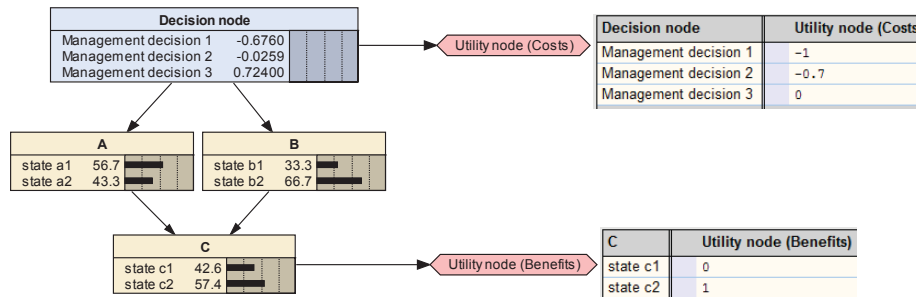 Decision node
Management decision 1 -0.6760
Management decision 2 -0.0259
Management decision 3 0.72400
Utility node (Costs)
Decision node Utility node (Costs
Management decision 1 -1
Management decision 2 -0.7
Management decision 3 0
A
state a1 56.7
state a2 43.3
B
state b1 33.3
state b2 66.7
C
state c1 42.6
state c2 57.4
Utility node (Benefits)
C Utility node (Benefits)
state c1 0
state c2 1